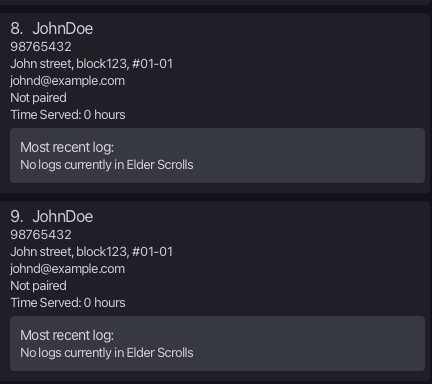 8. JohnDoe
98765432
John street, block123, #01-01
johnd@example.com
Not paired
Time Served: 0 hours
Most recent log:
No logs currently in Elder Scrolls
9. JohnDoe
98765432
John street, block123, #01-01
johnd@example.com
Not paired
Time Served: 0 hours
Most recent log:
No logs currently in Elder Scrolls